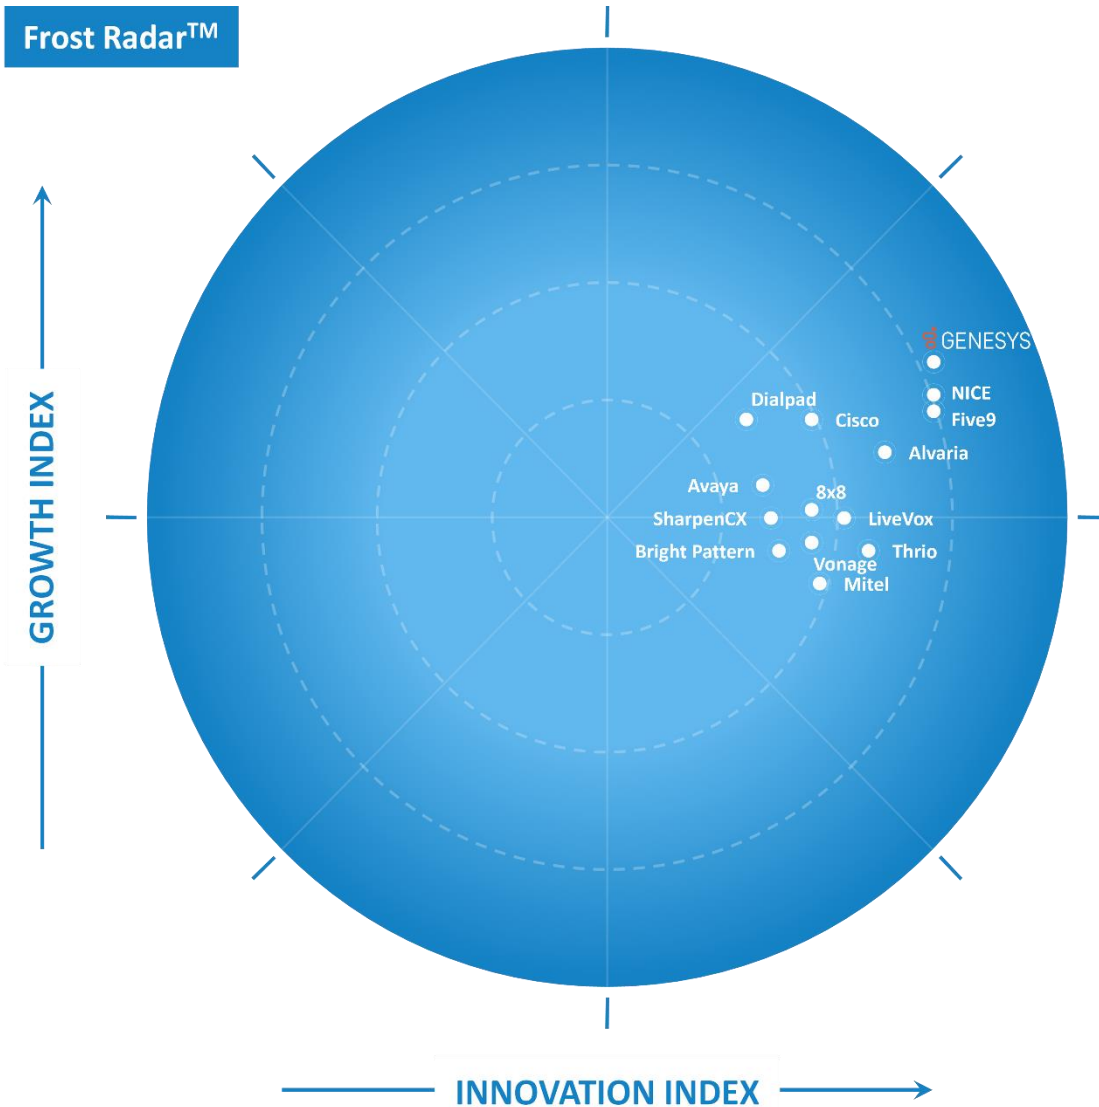 Frost Radar™
GROWTH INDEX
GENESYS
NICE
Five9
Dialpad
Cisco
Alvaria
Avaya
8x8
SharpenCX
LiveVox
Bright Pattern
Thrio
Vonage
Mitel
INNOVATION INDEX